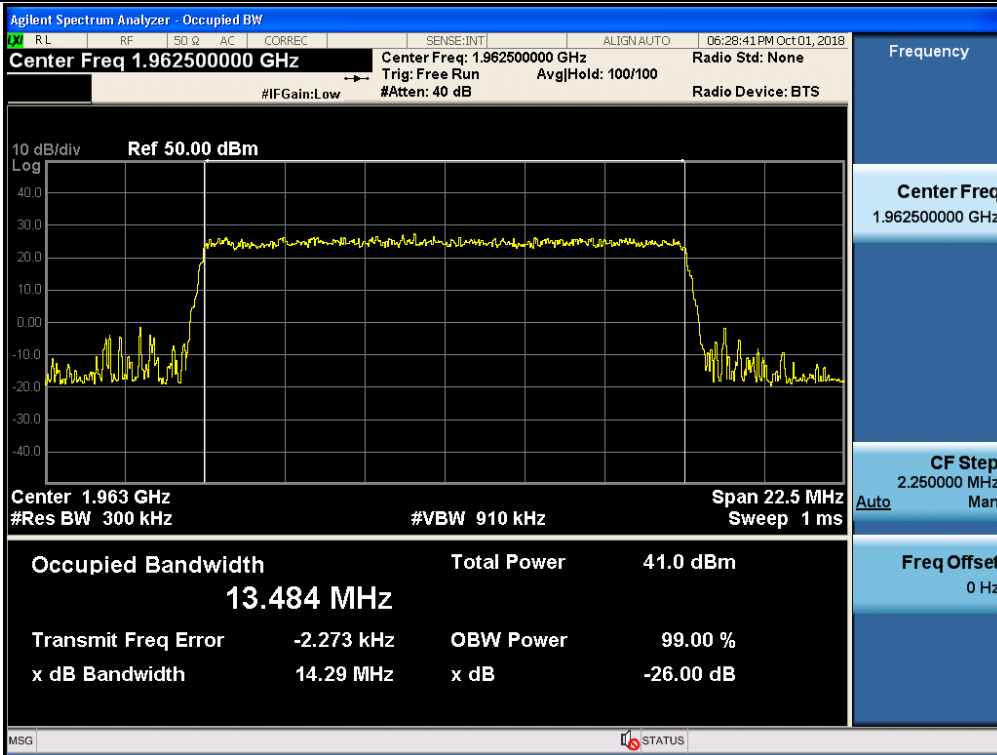 Agilent Spectrum Analyzer - Occupied BW
LXI RL RF 50 Ω AC CORREC SENSE:INT ALIGN AUTO 06:28:41 PM Oct 01, 2018
Center Freq 1.962500000 GHz
Center Freq: 1.962500000 GHz Radio Std: None
Trig: Free Run Avg|Hold: 100/100
#IFGain:Low #Atten: 40 dB Radio Device: BTS
Frequency
10 dB/div Ref 50.00 dBm
Log
40.0
30.0
20.0
10.0
0.00
-10.0
-20.0
-30.0
-40.0
Center 1.963 GHz Span 22.5 MHz
#Res BW 300 kHz #VBW 910 kHz Sweep 1 ms
Occupied Bandwidth Total Power 41.0 dBm
13.484 MHz
Transmit Freq Error -2.273 kHz OBW Power 99.00 %
x dB Bandwidth 14.29 MHz x dB -26.00 dB
Center Freq
1.962500000 GHz
CF Step
2.250000 MHz
Auto Man
Freq Offset
0 Hz
MSG STATUS